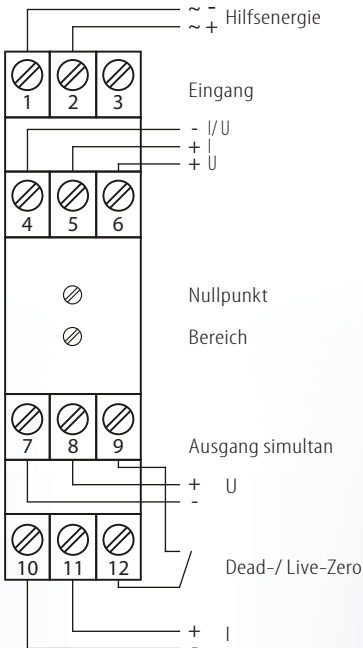 ~ -
~ + Hilfsenergie
1 2 3
Eingang
- I/U
+ I
+ U
4 5 6
Nullpunkt
Bereich
7 8 9
Ausgang simultan
+ U
-
10 11 12
Dead-/ Live-Zero
+ I
-